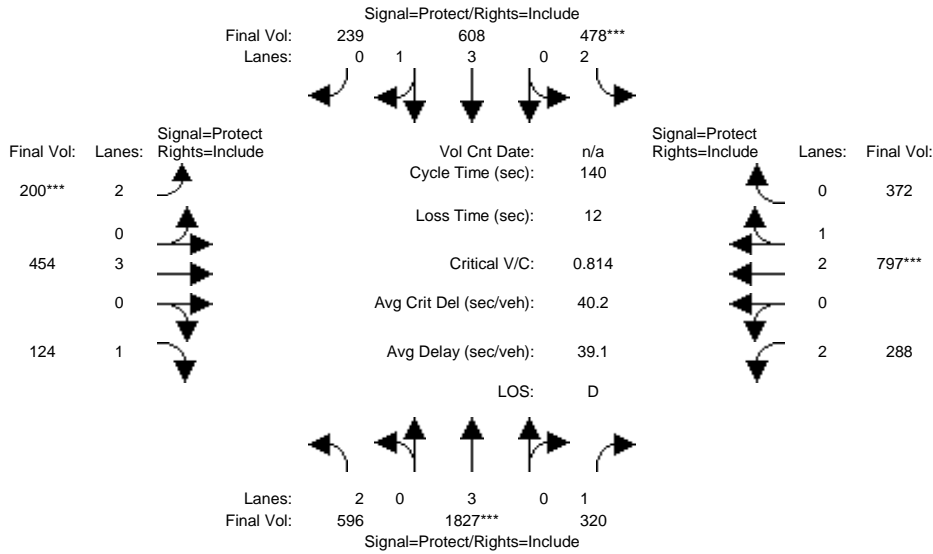 Signal=Protect/Rights=Include
Final Vol: 239 608 478***
Lanes: 0 1 3 0 2
Signal=Protect
Final Vol: Lanes: Rights=Include
Vol Cnt Date: n/a
Signal=Protect
Rights=Include Lanes: Final Vol:
Cycle Time (sec): 140
200*** 2
0 372
Loss Time (sec): 12
0
1
454 3
Critical V/C: 0.814
2 797***
0
Avg Crit Del (sec/veh): 40.2
0
124 1
Avg Delay (sec/veh): 39.1
2 288
LOS: D
Lanes: 2 0 3 0 1
Final Vol: 596 1827*** 320
Signal=Protect/Rights=Include